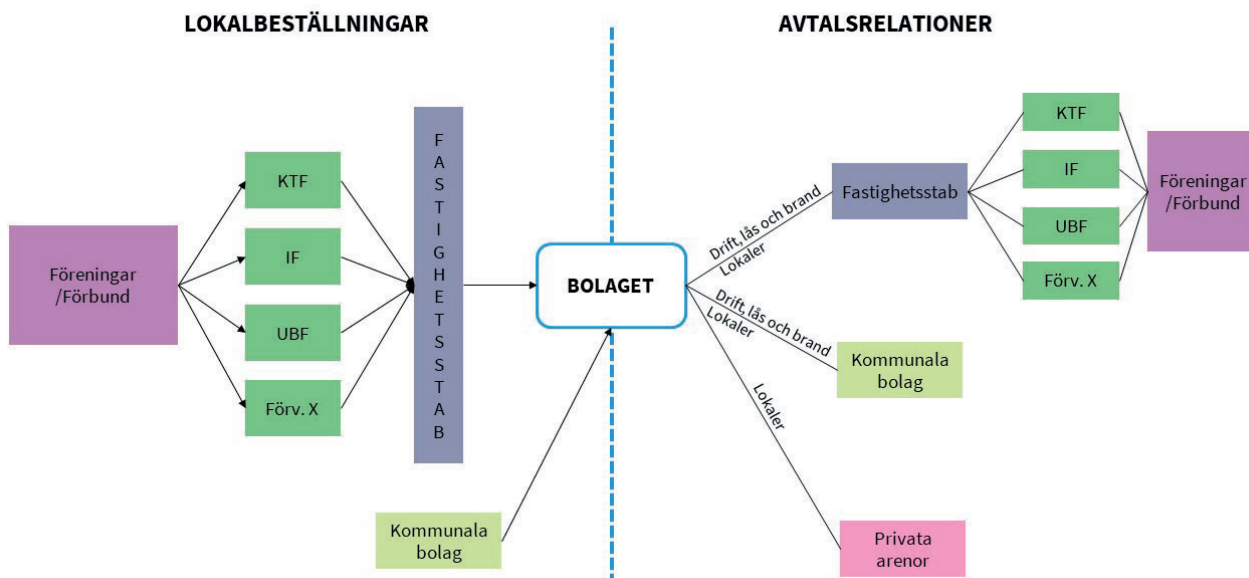 LOKALBESTÄLLNINGAR
Föreningar
/Förbund
KTF
IF
UBF
Förv. X
FASTIGHETSSTAB
Kommunala
bolag
BOLAGET
AVTALSRELATIONER
Drift, lås och brand
Lokaler
Drift, lås och brand
Lokaler
Lokaler
Fastighetsstab
KTF
IF
UBF
Förv. X
Föreningar
/Förbund
Kommunala
bolag
Privata
arenor